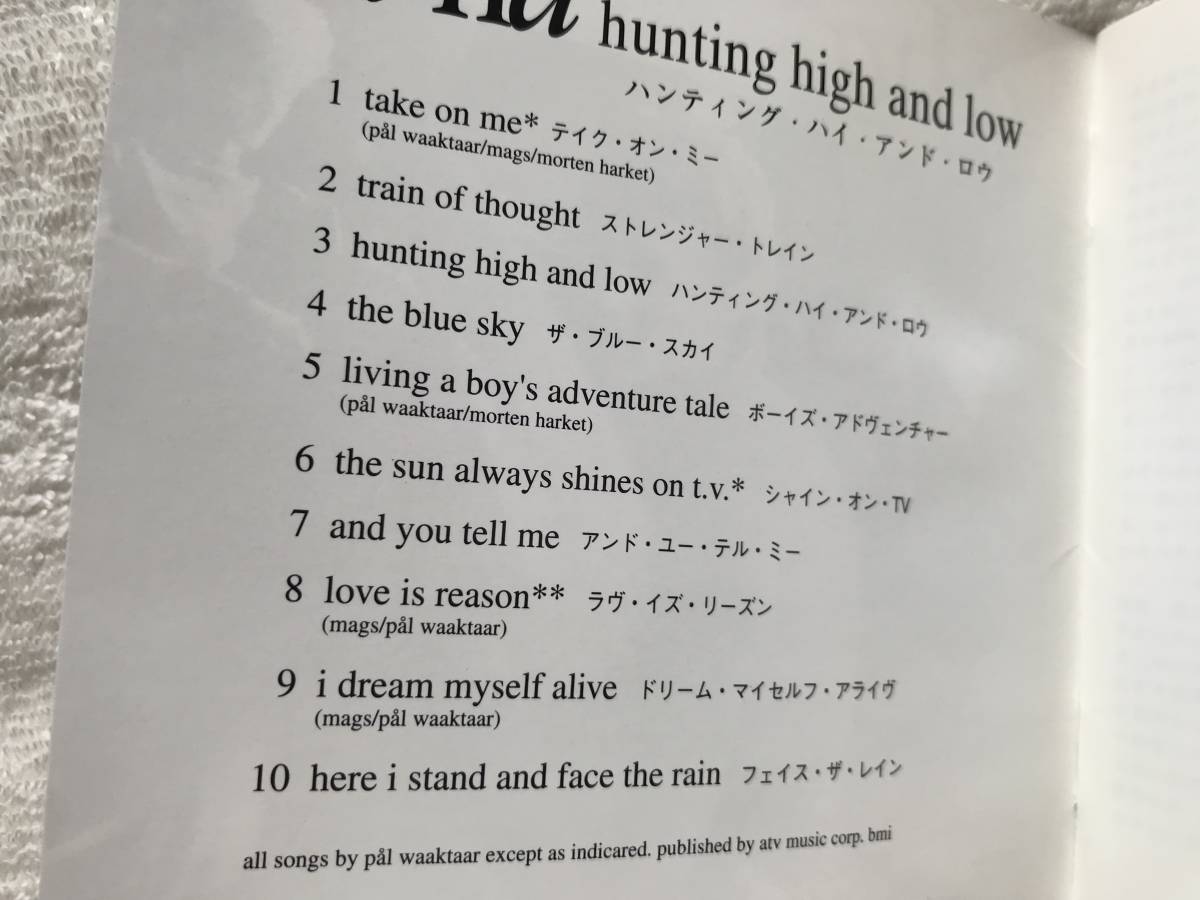 hunting high and low
ハンティング・ハイ・アンド・ロウ
1 take on me* テイク・オン・ミー
(pål waaktaar/mags/morten harket)
2 train of thought ストレンジャー・トレイン
3 hunting high and low ハンティング・ハイ・アンド・ロウ
4 the blue sky ザ・ブルー・スカイ
5 living a boy's adventure tale ボーイズ・アドヴェンチャー
(pål waaktaar/morten harket)
6 the sun always shines on t.v.* シャイン・オン・TV
7 and you tell me アンド・ユー・テル・ミー
8 love is reason** ラヴ・イズ・リーズン
(mags/pål waaktaar)
9 i dream myself alive ドリーム・マイセルフ・アライヴ
(mags/pål waaktaar)
10 here i stand and face the rain フェイス・ザ・レイン
all songs by pål waaktaar except as indicared. published by atv music corp. bmi